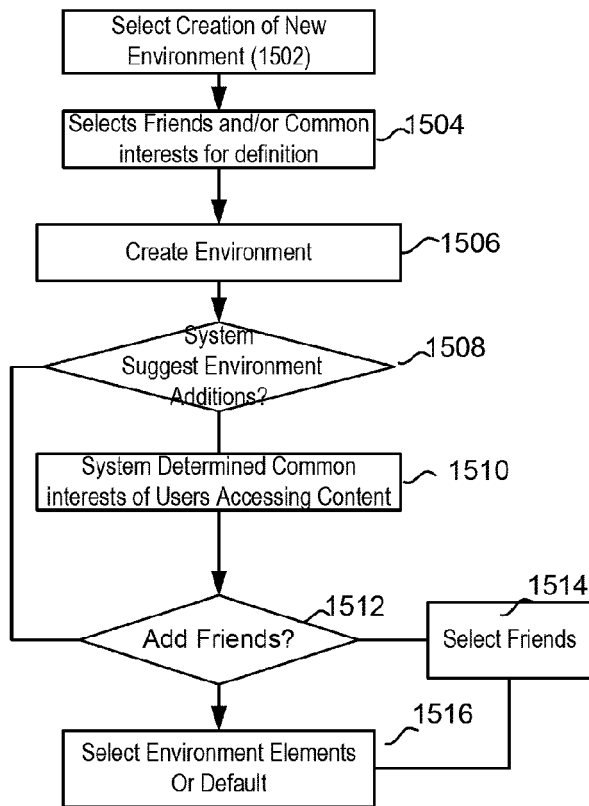 Select Creation of New
Environment (1502)
Selects Friends and/or Common
interests for definition
1504
Create Environment
1506
System
Suggest Environment
Additions?
1508
System Determined Common
interests of Users Accessing Content
1510
Add Friends?
1512
Select Friends
1514
Select Environment Elements
Or Default
1516